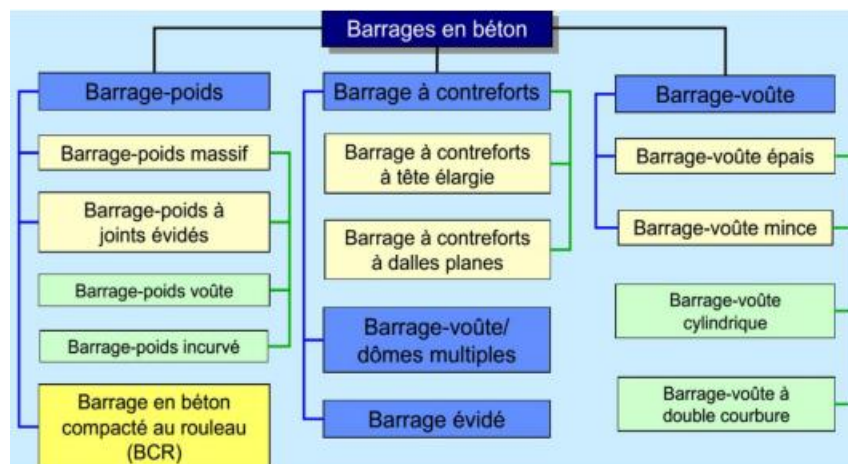 Barrages en béton
Barrage-poids
Barrage-poids massif
Barrage-poids à
joints évidés
Barrage-poids voûte
Barrage-poids incurvé
Barrage en béton
compacté au rouleau
(BCR)
Barrage à contreforts
Barrage à contreforts
à tête élargie
Barrage à contreforts
à dalles planes
Barrage-voûte/
dômes multiples
Barrage évidé
Barrage-voûte
Barrage-voûte épais
Barrage-voûte mince
Barrage-voûte
cylindrique
Barrage-voûte à
double courbure